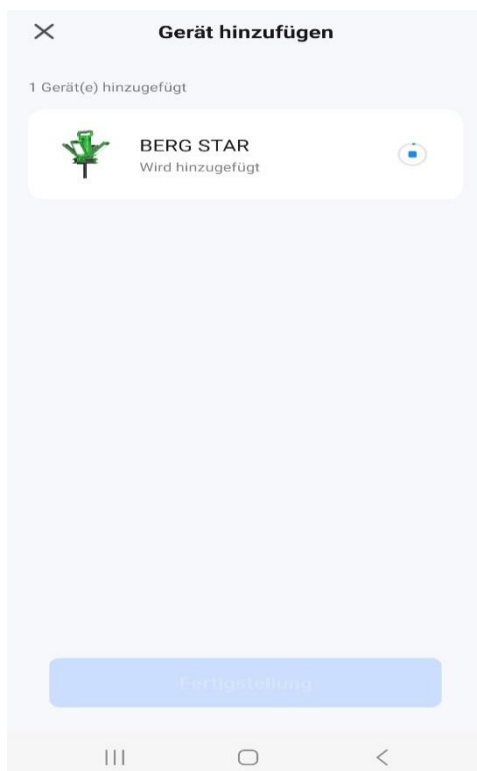 Gerät hinzufügen
1 Gerät(e) hinzugefügt
BERG STAR
Wird hinzugefügt
Fertigstellung